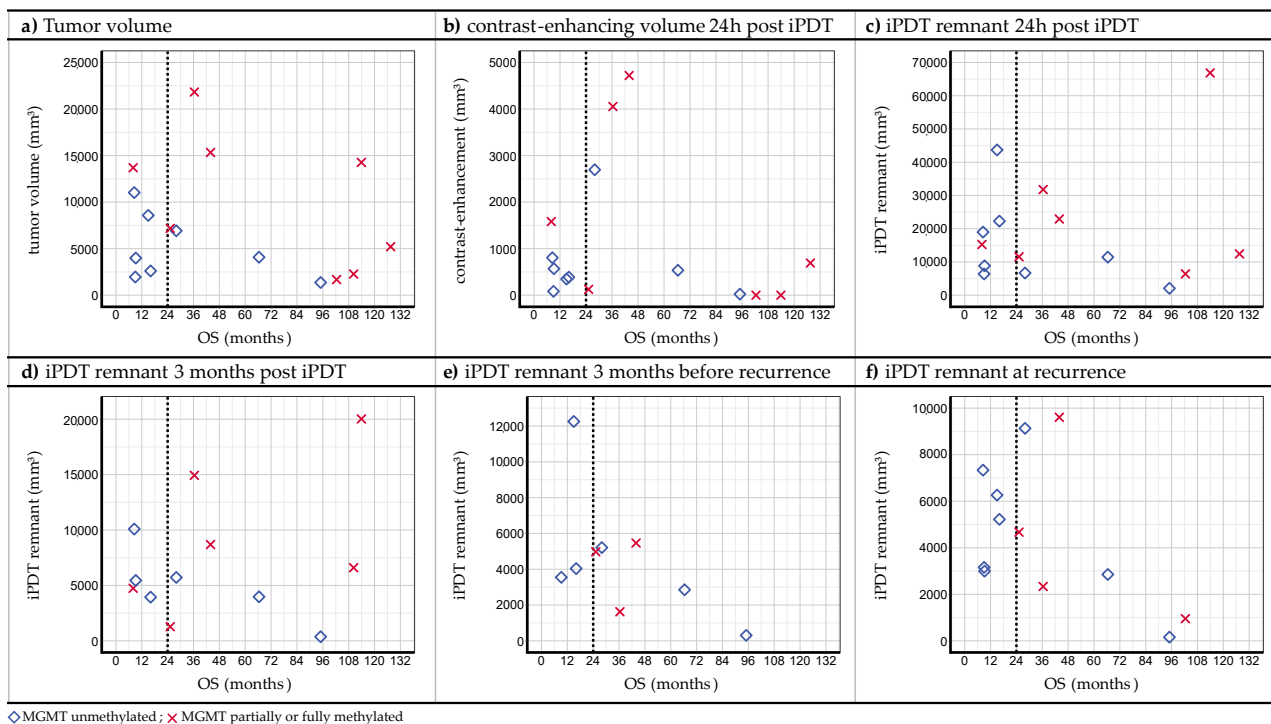 a) Tumor volume
b) contrast-enhancing volume 24h post iPDT
c) iPDT remnant 24h post iPDT
tumor volume (mm³)
25000
20000
15000
10000
5000
0
0 12 24 36 48 60 72 84 96 108 120 132
OS (months)
contrast-enhancement (mm³)
5000
4000
3000
2000
1000
0
0 12 24 36 48 60 72 84 96 108 120 132
OS (months)
iPDT remnant (mm³)
70000
60000
50000
40000
30000
20000
10000
0
0 12 24 36 48 60 72 84 96 108 120 132
OS (months)
d) iPDT remnant 3 months post iPDT
e) iPDT remnant 3 months before recurrence
f) iPDT remnant at recurrence
iPDT remnant (mm³)
20000
15000
10000
5000
0
0 12 24 36 48 60 72 84 96 108 120 132
OS (months)
iPDT remnant (mm³)
12000
10000
8000
6000
4000
2000
0
0 12 24 36 48 60 72 84 96 108 120 132
OS (months)
iPDT remnant (mm³)
10000
8000
6000
4000
2000
0
0 12 24 36 48 60 72 84 96 108 120 132
OS (months)
MGMT unmethylated ; MGMT partially or fully methylated